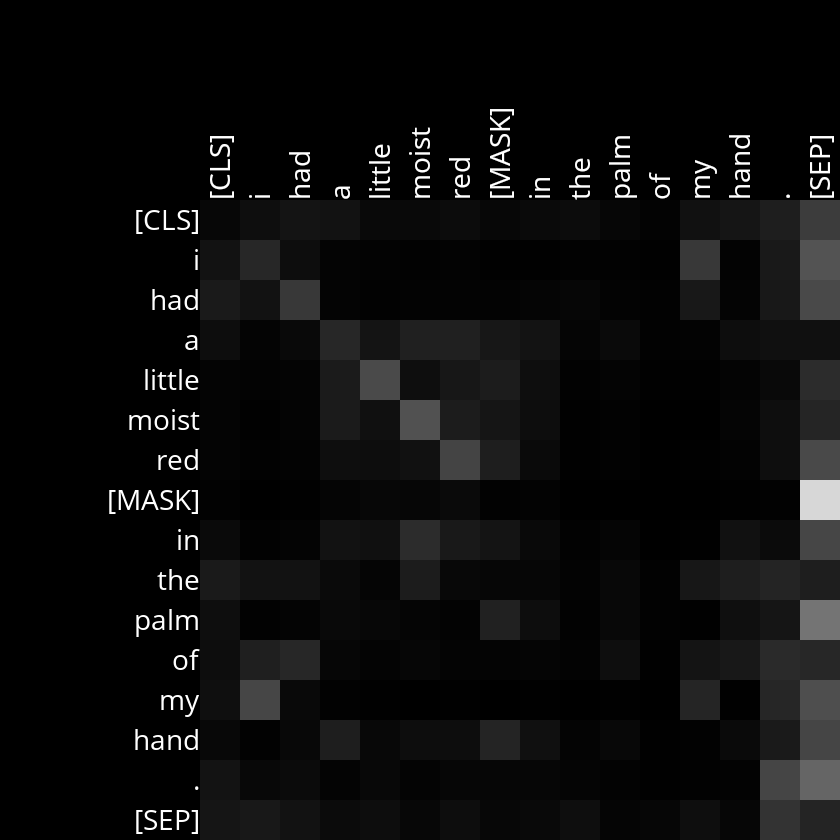 [CLS] i had a little moist red [MASK] in the palm of my hand . [SEP]
[CLS]
i
had
a
little
moist
red
[MASK]
in
the
palm
of
my
hand
.
[SEP]